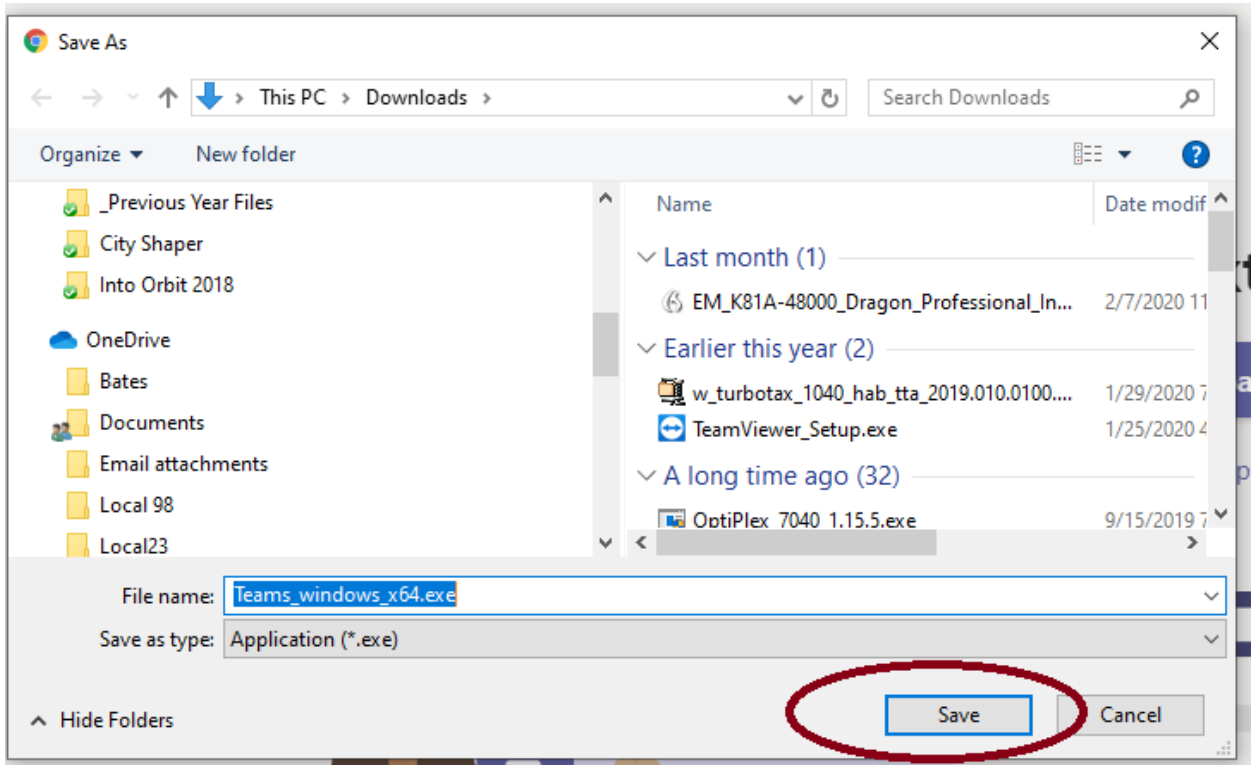 Save As
This PC > Downloads >
Search Downloads
Organize
New folder
?
_Previous Year Files
City Shaper
Into Orbit 2018
OneDrive
Bates
Documents
Email attachments
Local 98
Local23
Name
Date modif
Last month (1)
EM_K81A-48000_Dragon_Professional_In... 2/7/2020 11
Earlier this year (2)
w_turbotax_1040_hab_tta_2019.010.0100.... 1/29/2020 7
TeamViewer_Setup.exe 1/25/2020 4
A long time ago (32)
OptiPlex_7040_1.15.5.exe 9/15/2019 7
File name: Teams_windows_x64.exe
Save as type: Application (*.exe)
Hide Folders
Save
Cancel